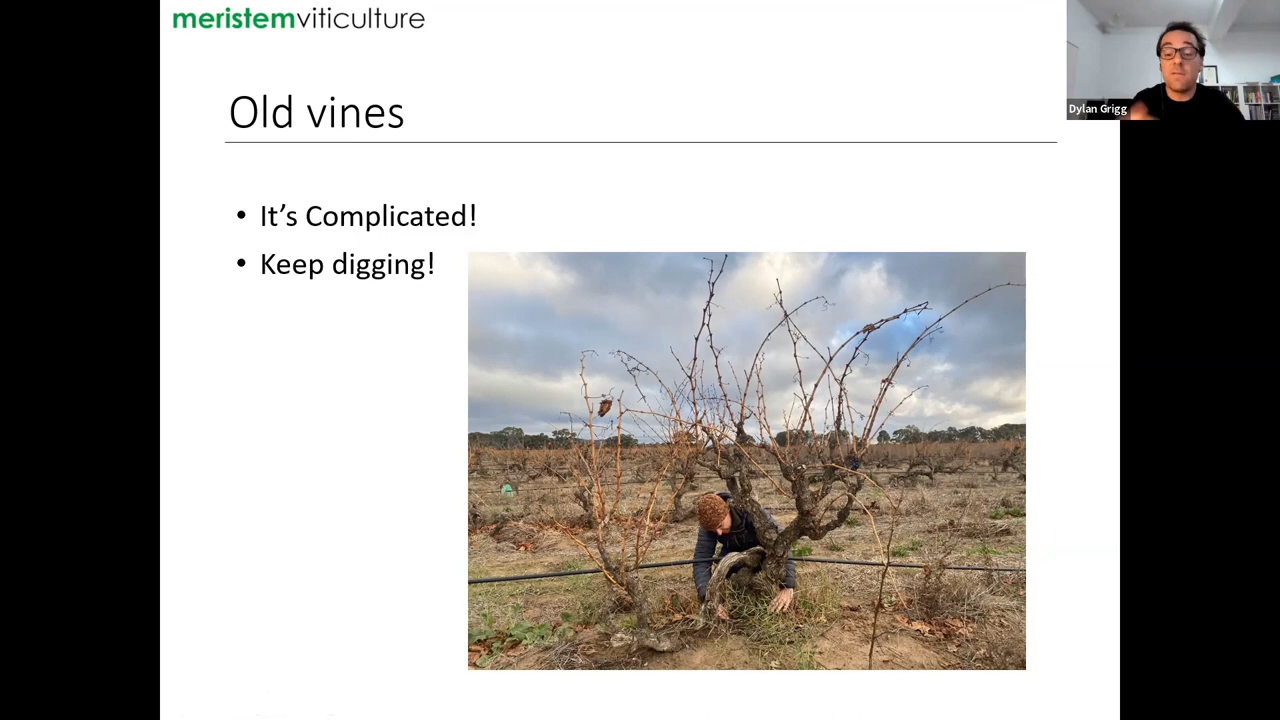 meristemviticulture
Dylan Grigg
Old vines
• It's Complicated!
• Keep digging!